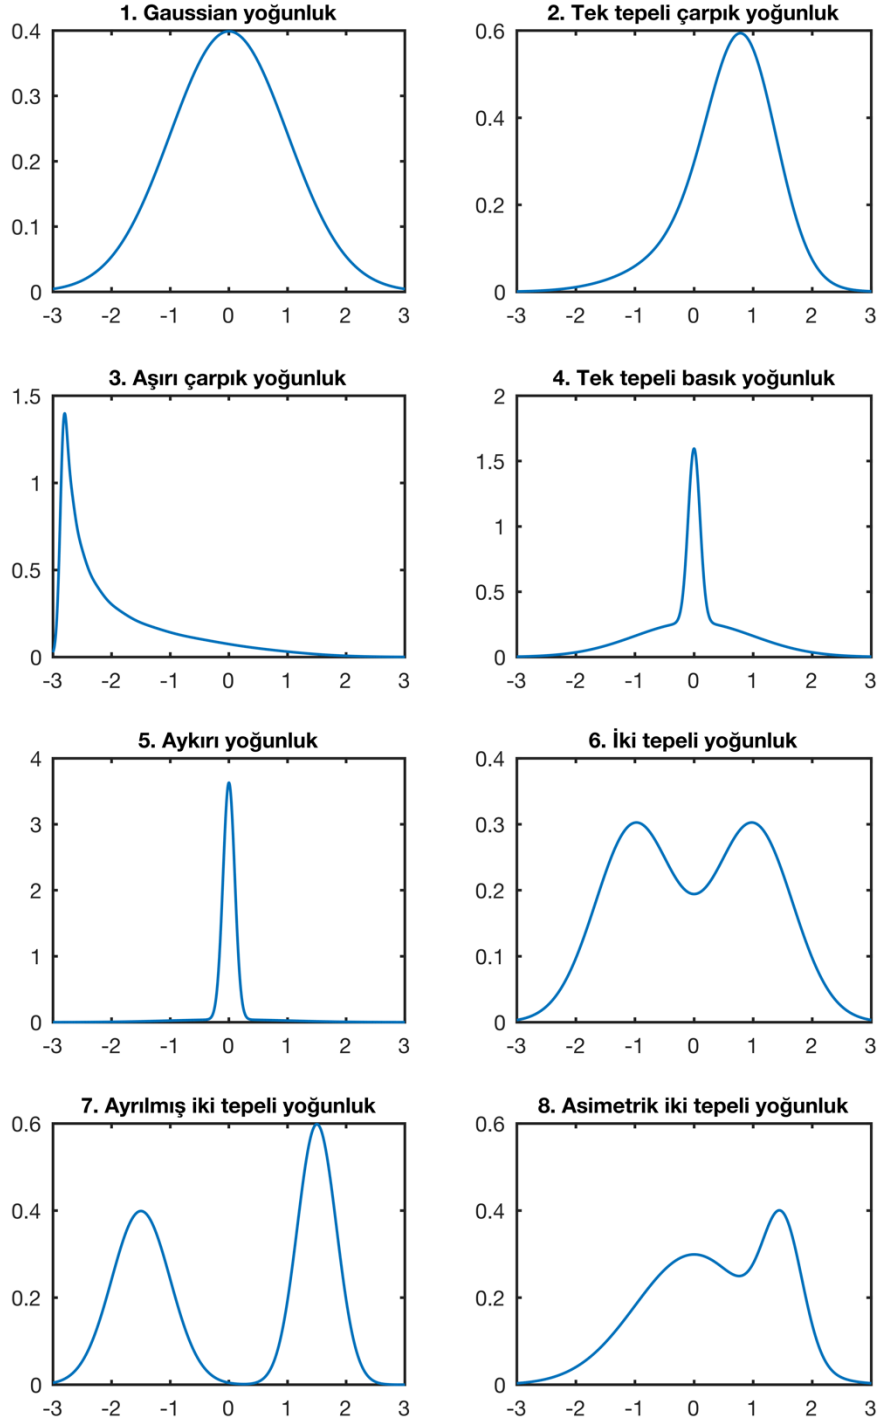 1. Gaussian yoğunluk
0.4
0.3
0.2
0.1
0
-3 -2 -1 0 1 2 3
2. Tek tepeli çarpık yoğunluk
0.6
0.4
0.2
0
-3 -2 -1 0 1 2 3
3. Aşırı çarpık yoğunluk
1.5
1
0.5
0
-3 -2 -1 0 1 2 3
4. Tek tepeli basık yoğunluk
2
1.5
1
0.5
0
-3 -2 -1 0 1 2 3
5. Aykırı yoğunluk
4
3
2
1
0
-3 -2 -1 0 1 2 3
6. İki tepeli yoğunluk
0.4
0.3
0.2
0.1
0
-3 -2 -1 0 1 2 3
7. Ayrılmış iki tepeli yoğunluk
0.6
0.4
0.2
0
-3 -2 -1 0 1 2 3
8. Asimetrik iki tepeli yoğunluk
0.6
0.4
0.2
0
-3 -2 -1 0 1 2 3